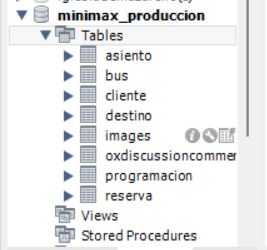 minimax_produccion
Tables
asiento
bus
cliente
destino
images
oxdiscussioncommer
programacion
reserva
Views
Stored Procedures